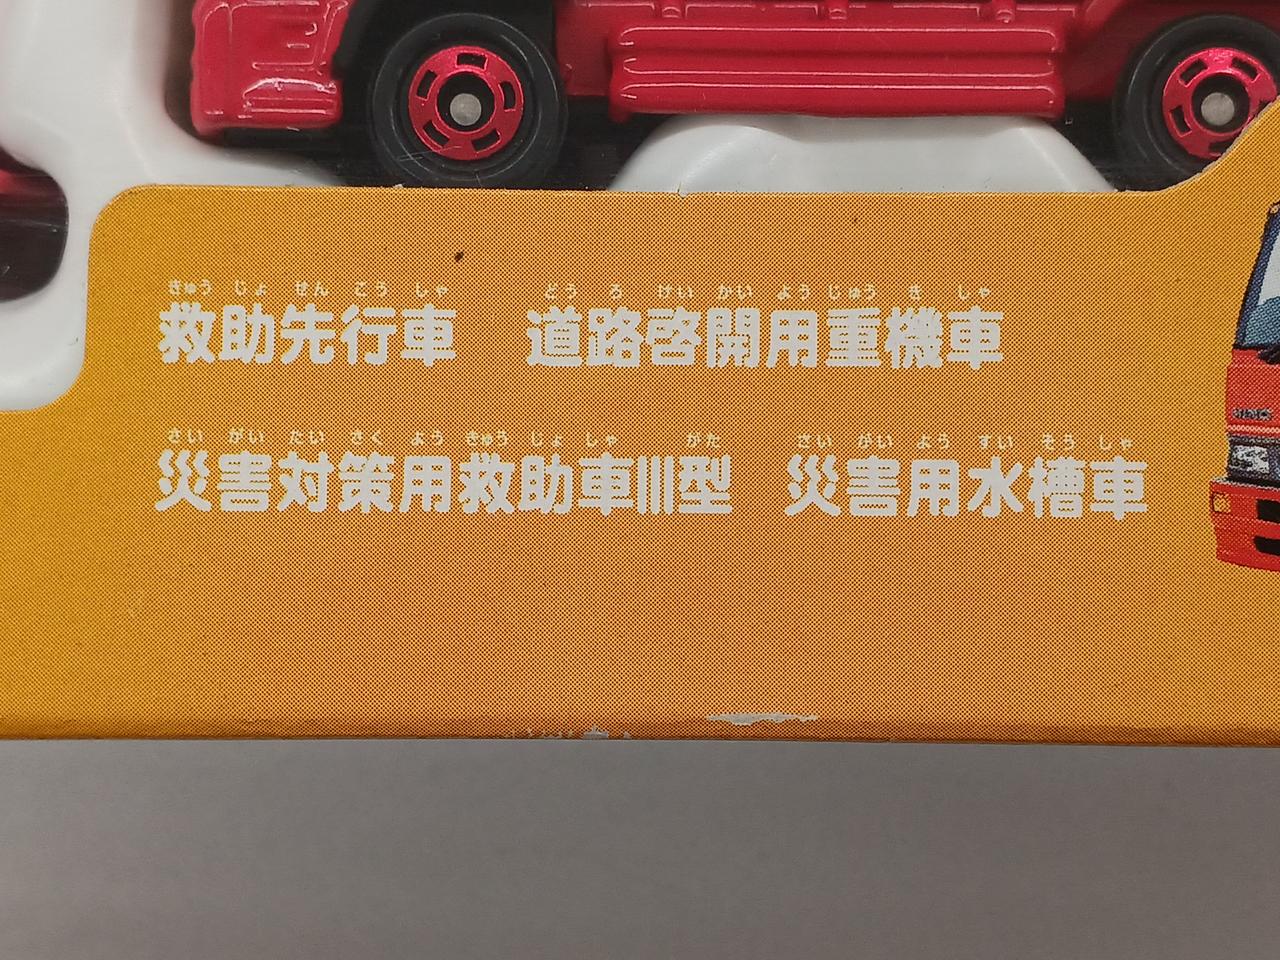 きゅう じょ せん こう しゃ どう ろ けい かい よう じゅう き しゃ
救助先行車 道路啓開用重機車
さい がい たい さく よう きゅう じょ しゃ がた さい がい よう すい そう しゃ
災害対策用救助車III型 災害用水槽車
HINO